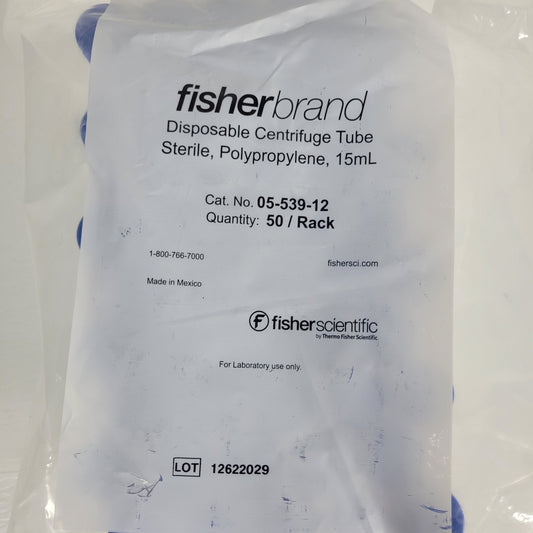 fisherbrand
Disposable Centrifuge Tube
Sterile, Polypropylene, 15mL
Cat. No. 05-539-12
Quantity: 50 / Rack
1-800-766-7000
fishersci.com
Made in Mexico
f fisherscientific
by Thermo Fisher Scientific
For Laboratory use only.
LOT 12622029